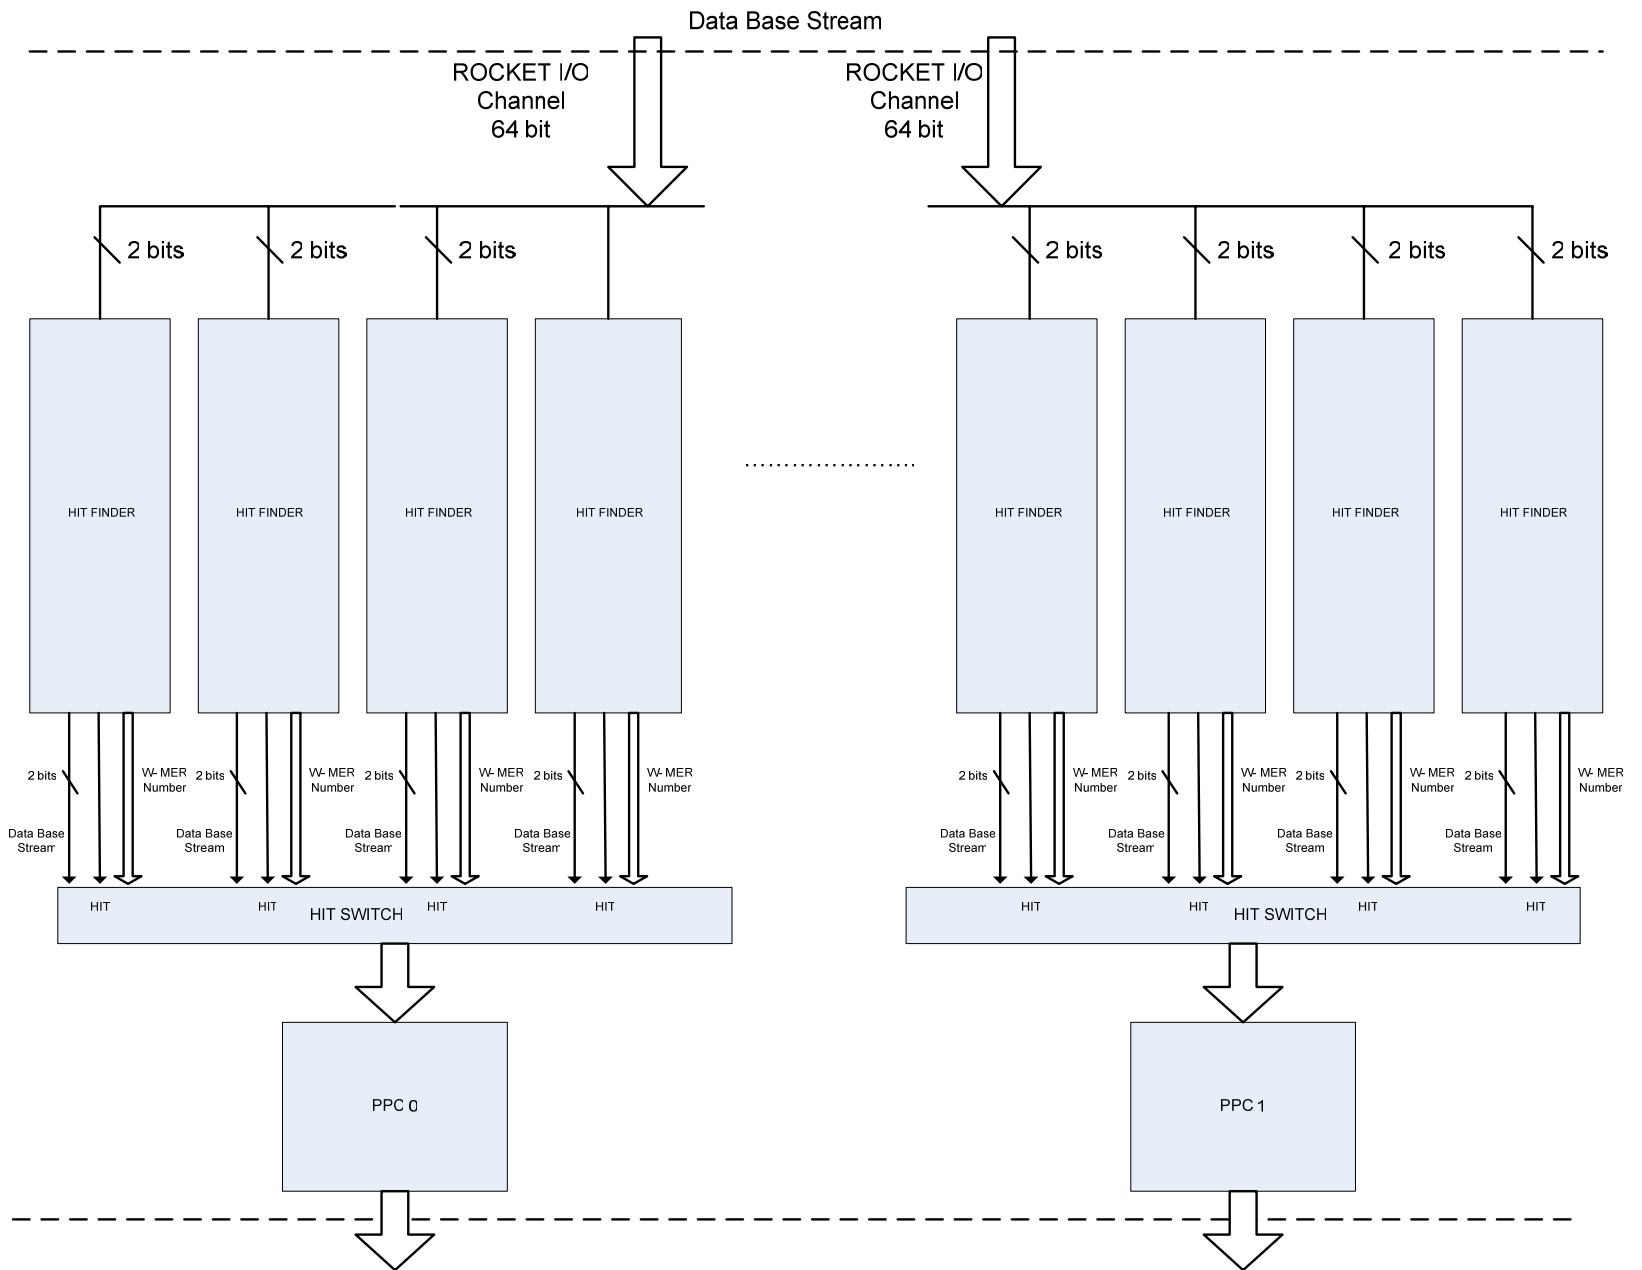 Data Base Stream
ROCKET I/O
Channel
64 bit
ROCKET I/O
Channel
64 bit
2 bits
2 bits
2 bits
2 bits
2 bits
2 bits
2 bits
HIT FINDER
HIT FINDER
HIT FINDER
HIT FINDER
HIT FINDER
HIT FINDER
HIT FINDER
HIT FINDER
2 bits
W-MER
Number
2 bits
W-MER
Number
2 bits
W-MER
Number
2 bits
W-MER
Number
2 bits
W-MER
Number
2 bits
W-MER
Number
2 bits
W-MER
Number
2 bits
W-MER
Number
Data Base
Stream
Data Base
Stream
Data Base
Stream
Data Base
Stream
Data Base
Stream
Data Base
Stream
Data Base
Stream
Data Base
Stream
HIT
HIT
HIT SWITCH
HIT
HIT
HIT
HIT
HIT SWITCH
HIT
HIT
PPC 0
PPC 1